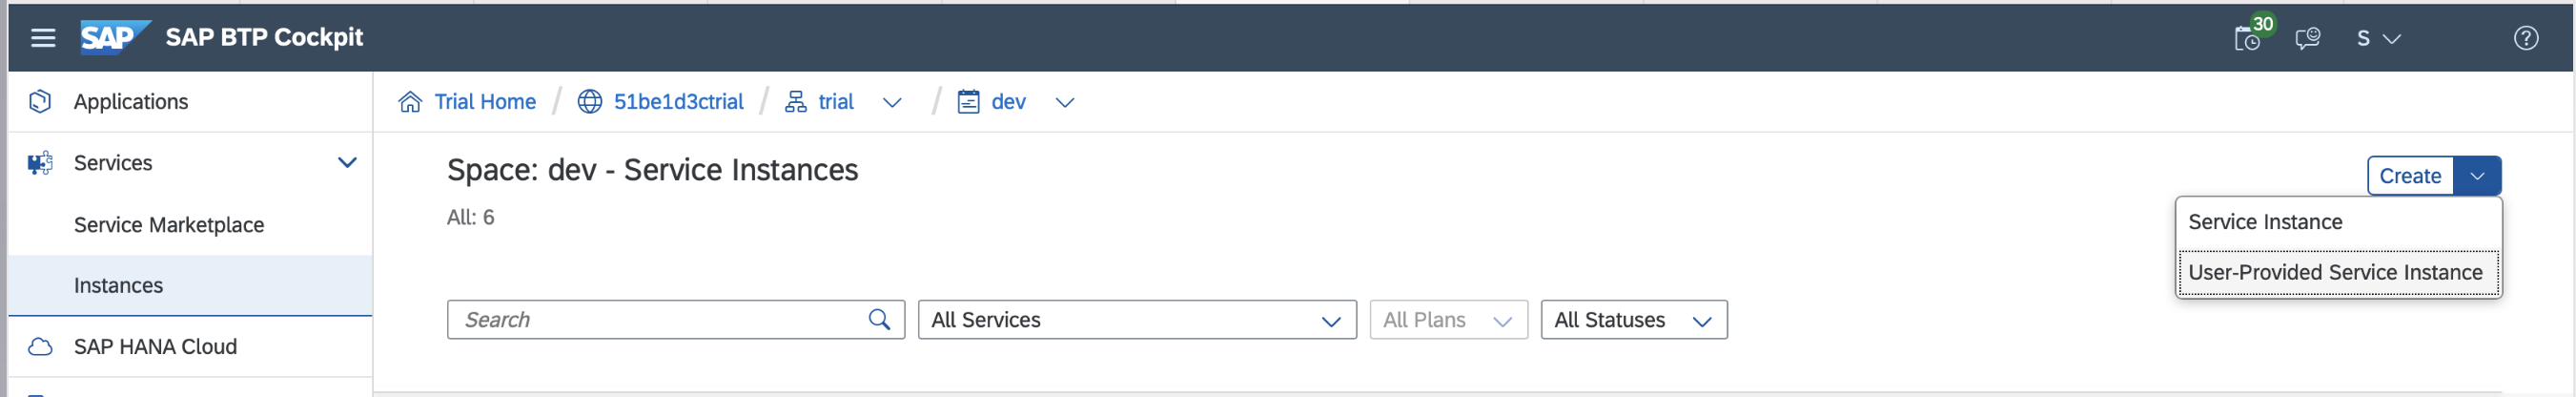 SAP SAP BTP Cockpit 30 S
Applications
Trial Home / 51be1d3ctrial / trial / dev
Services
Space: dev - Service Instances
Create
All: 6
Service Marketplace
Service Instance
User-Provided Service Instance
Instances
Search All Services All Plans All Statuses
SAP HANA Cloud